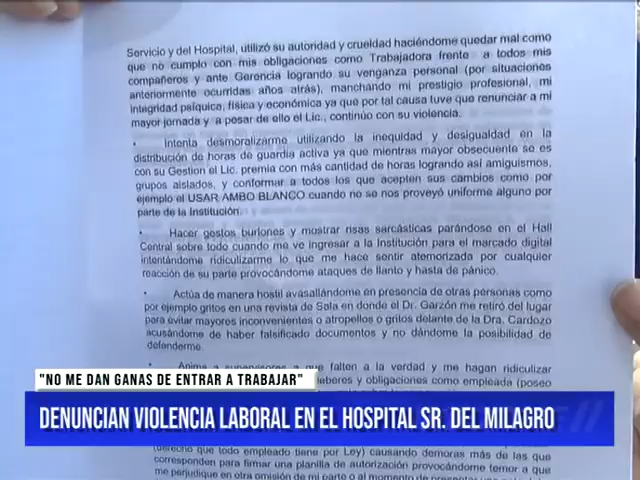 Servicio y del Hospital, utilizó su autoridad y crueldad haciéndome quedar mal como
que no cumplo con mis obligaciones como Trabajadora frente a todos mis
compañeros y ante Gerencia logrando su venganza personal (por situaciones
anteriormente ocurridas años atrás), manchando mi prestigio profesional, mi
integridad psíquica, física y económica ya que por tal causa tuve que renunciar a mi
mayor jornada y a pesar de ello el Lic., continúo con su violencia.
• Intenta desmoralizarme utilizando la inequidad y desigualdad en la
distribución de horas de guardia activa ya que mientras mayor obsecuente se es
con su Gestion el Lic. premia con más cantidad de horas logrando así amiguismos,
grupos aislados, y conformar a todos los que acepten sus cambios como por
ejemplo el USAR AMBO BLANCO cuando no se nos proveyó uniforme alguno por
parte de la Institución.
• Hacer gestos burlones y mostrar risas sarcásticas parándose en el Hall
Central sobre todo cuando me ve ingresar a la Institución para el marcado digital
intentándome ridiculizarme lo que me hace sentir atemorizada por cualquier
reacción de su parte provocándome ataques de llanto y hasta de pánico.
• Actúa de manera hostil avasallándome en presencia de otras personas como
por ejemplo gritos en una revista de Sala en donde el Dr. Garzón me retiró del lugar
para evitar mayores inconvenientes o atropellos o gritos delante de la Dra. Cardozo
acusándome de haber falsificado documentos y no dándome la posibilidad de
defenderme.
• Anima a supervisores a que falten a la verdad y me hagan ridiculizar
"NO ME DAN GANAS DE ENTRAR A TRABAJAR"
deberes y obligaciones como empleada (poseo
DENUNCIAN VIOLENCIA LABORAL EN EL HOSPITAL SR. DEL MILAGRO
(derecho que todo empleado tiene por Ley) causando demoras más de las que
corresponden para firmar una planilla de autorización provocándome temor a que
me perjudique en otra omisión de mi parte o al momento de